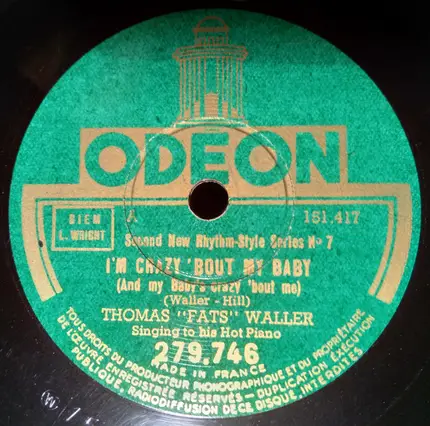 ODEON
BIEM
L. WRIGHT
A
151.417
Second New Rhythm-Style Series Nº 7
I'M CRAZY 'BOUT MY BABY
(And my Baby's crazy 'bout me)
(Waller - Hill)
THOMAS "FATS" WALLER
Singing to his Hot Piano
279.746
MADE IN FRANCE
TOUS DROITS DU PRODUCTEUR PHONOGRAPHIQUE ET DU PROPRIÉTAIRE
DE L'ŒUVRE ENREGISTRÉE RÉSERVÉS - DUPLICATION EXÉCUTION
PUBLIQUE, RADIODIFFUSION DE CE DISQUE, INTERDITES